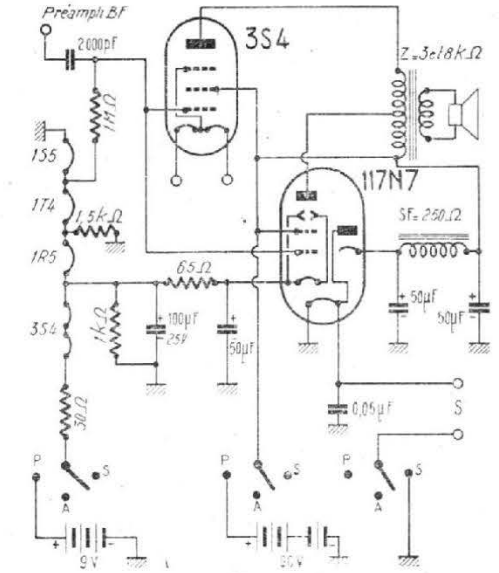 Préampli BF
3S4
2000pF
Z=3et8kΩ
1MΩ
1S5
117N7
1T4
1,5kΩ
SF=250Ω
1R5
65Ω
3S4
1kΩ
100µF
25V
50µF
50µF
50µF
0,05µF
S
30Ω
P
S
A
P
S
A
P
S
A
9V